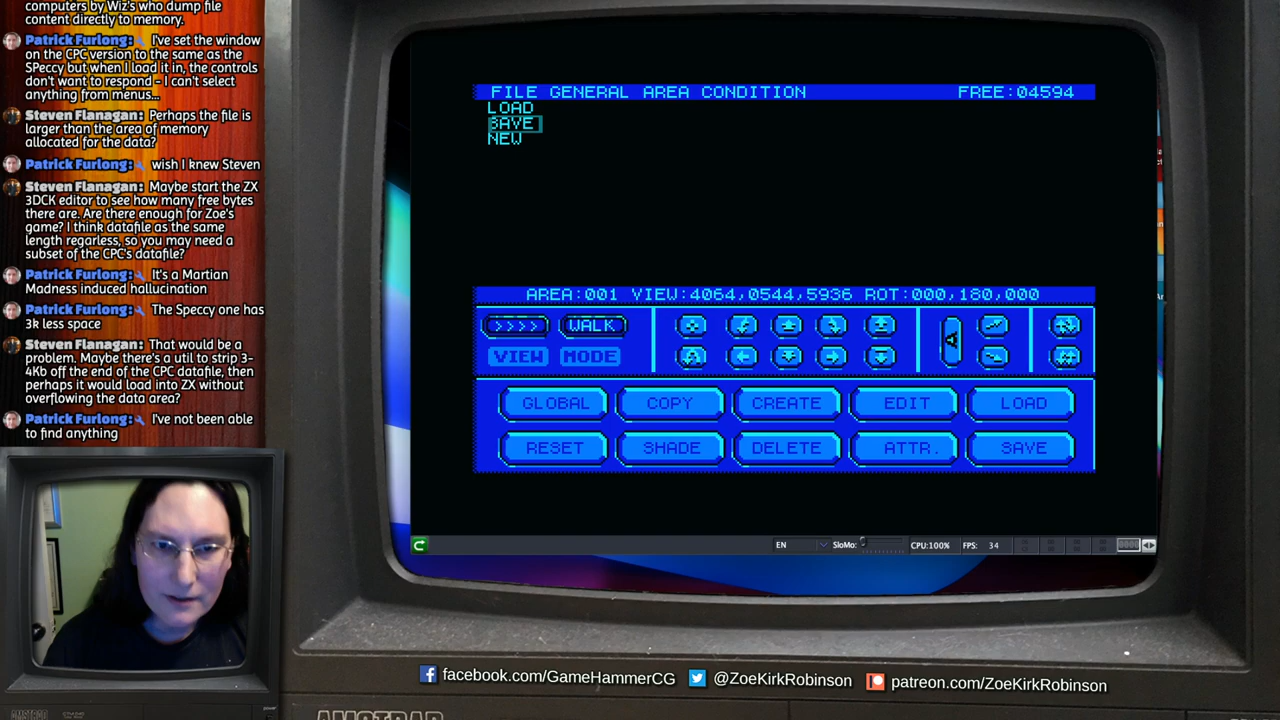 computers by Wiz's who dump file
content directly to memory.
Patrick Furlong: I've set the window
on the CPC version to the same as the
SPeccy but when I load it in, the controls
don't want to respond - I can't select
anything from menus...
Steven Flanagan: Perhaps the file is
larger than the area of memory
allocated for the data?
Patrick Furlong: wish I knew Steven
Steven Flanagan: Maybe start the ZX
3DCK editor to see how many free bytes
there are. Are there enough for Zoe's
game? I think datafile as the same
length regarless, so you may need a
subset of the CPC's datafile?
Patrick Furlong: It's a Martian
Madness induced hallucination
Patrick Furlong: The Speccy one has
3k less space
Steven Flanagan: That would be a
problem. Maybe there's a util to strip 3-
4Kb off the end of the CPC datafile, then
perhaps it would load into ZX without
overflowing the data area?
Patrick Furlong: I've not been able
to find anything
FILE GENERAL AREA CONDITION FREE:04594
LOAD
SAVE
NEW
AREA:001 VIEW:4064,0544,5936 ROT:000,180,000
>>>> WALK
VIEW MODE
GLOBAL COPY CREATE EDIT LOAD
RESET SHADE DELETE ATTR. SAVE
EN SloMo: CPU:100% FPS: 34
facebook.com/GameHammerCG @ZoeKirkRobinson patreon.com/ZoeKirkRobinson